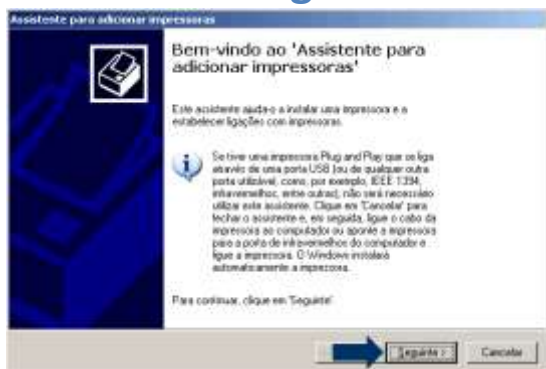 Assistente para adicionar impressoras
Bem-vindo ao 'Assistente para
adicionar impressoras'
Este assistente ajuda-o a instalar uma impressora e a
estabelecer ligações com impressoras.
Se tiver uma impressora Plug and Play que se liga
através de uma porta USB (ou de qualquer outra
porta utilizável, como, por exemplo, IEEE 1394,
infravermelhos, entre outras), não será necessário
utilizar este assistente. Clique em 'Cancelar' para
fechar o assistente e, em seguida, ligue o cabo da
impressora ao computador ou aponte a impressora
para a porta de infravermelhos do computador e
ligue a impressora. O Windows instalará
automaticamente a impressora.
Para continuar, clique em 'Seguinte'.
Seguinte >
Cancelar